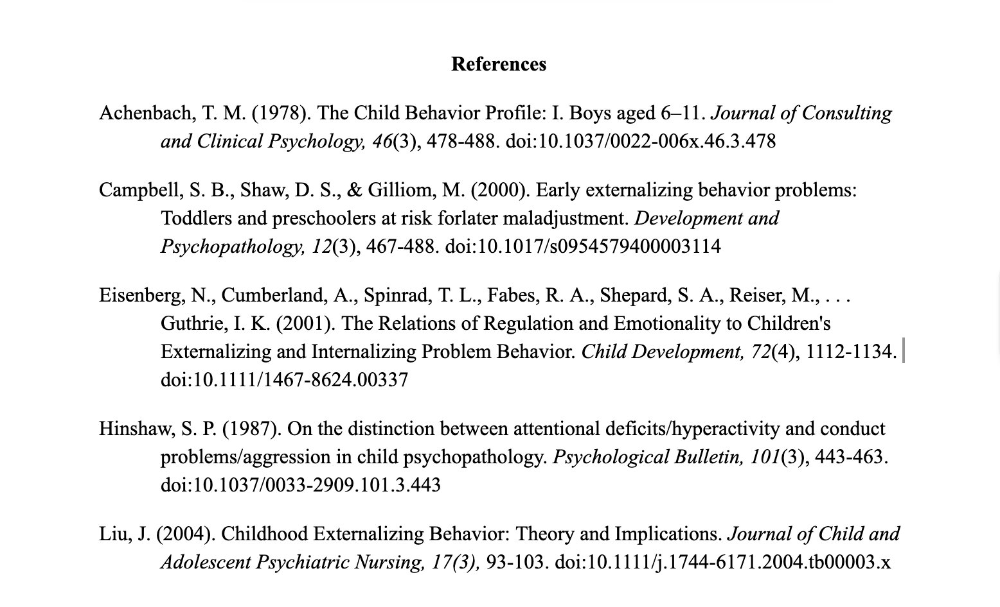 References
Achenbach, T. M. (1978). The Child Behavior Profile: I. Boys aged 6–11. Journal of Consulting
and Clinical Psychology, 46(3), 478-488. doi:10.1037/0022-006x.46.3.478
Campbell, S. B., Shaw, D. S., & Gilliom, M. (2000). Early externalizing behavior problems:
Toddlers and preschoolers at risk forlater maladjustment. Development and
Psychopathology, 12(3), 467-488. doi:10.1017/s0954579400003114
Eisenberg, N., Cumberland, A., Spinrad, T. L., Fabes, R. A., Shepard, S. A., Reiser, M., . . .
Guthrie, I. K. (2001). The Relations of Regulation and Emotionality to Children's
Externalizing and Internalizing Problem Behavior. Child Development, 72(4), 1112-1134.
doi:10.1111/1467-8624.00337
Hinshaw, S. P. (1987). On the distinction between attentional deficits/hyperactivity and conduct
problems/aggression in child psychopathology. Psychological Bulletin, 101(3), 443-463.
doi:10.1037/0033-2909.101.3.443
Liu, J. (2004). Childhood Externalizing Behavior: Theory and Implications. Journal of Child and
Adolescent Psychiatric Nursing, 17(3), 93-103. doi:10.1111/j.1744-6171.2004.tb00003.x